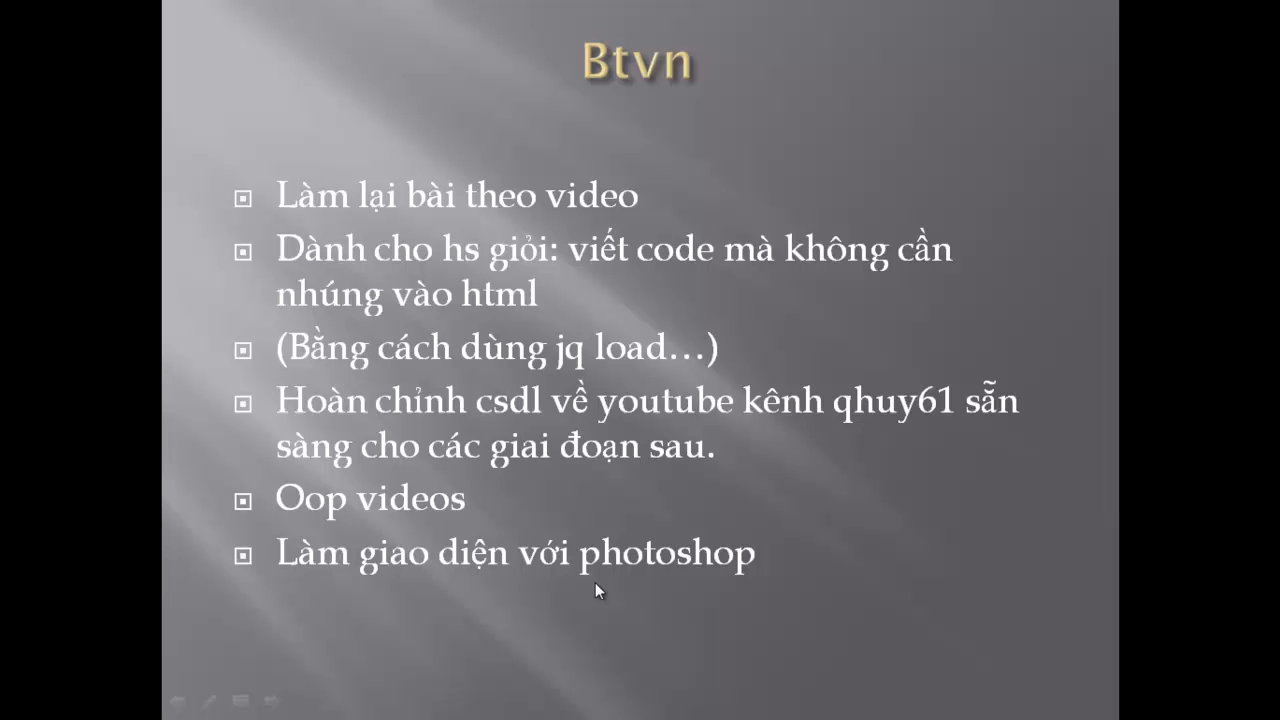 Btvn
Làm lại bài theo video
Dành cho hs giỏi: viết code mà không cần
nhúng vào html
(Bằng cách dùng jq load…)
Hoàn chỉnh csdl về youtube kênh qhuy61 sẵn
sàng cho các giai đoạn sau.
Oop videos
Làm giao diện với photoshop